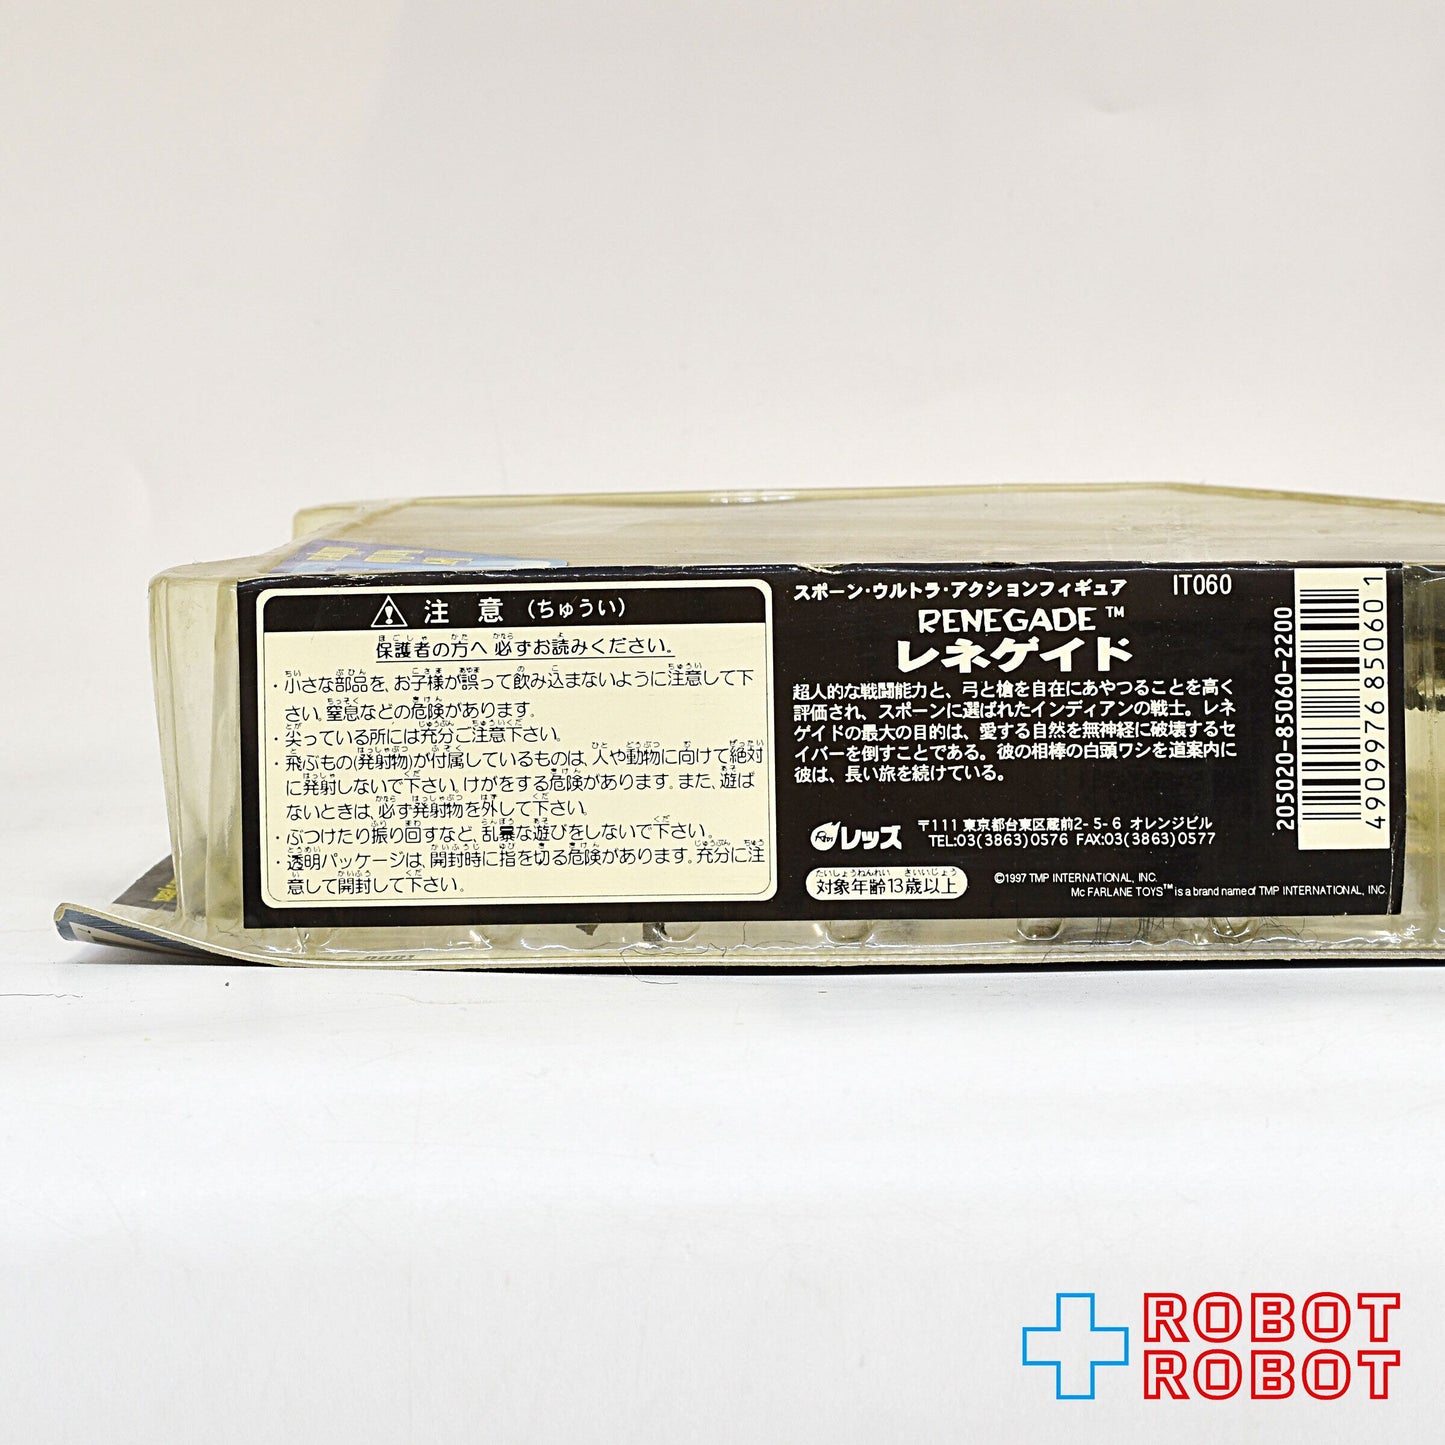 注意(ちゅうい)
保護者の方へ 必ずお読みください。
・小さな部品を、お子様が誤って飲み込まないように注意して下
さい。窒息などの危険があります。
・尖っている所には充分ご注意下さい。
・飛ぶもの(発射物)が付属しているものは、人や動物に向けて絶対
に発射しないで下さい。けがをする危険があります。また、遊ば
ないときは、必ず発射物を外して下さい。
・ぶつけたり振り回すなど、乱暴な遊びをしないで下さい。
・透明パッケージは、開封時に指を切る危険があります。充分に注
意して開封して下さい。
スポーン・ウルトラ・アクションフィギュア
IT060
RENEGADE™
レネゲイド
超人的な戦闘能力と、弓と槍を自在にあやつることを高く
評価され、スポーンに選ばれたインディアンの戦士。レネ
ゲイドの最大の目的は、愛する自然を無神経に破壊するセ
イバーを倒すことである。彼の相棒の白頭ワシを道案内に
彼は、長い旅を続けている。
レッズ
〒111 東京都台東区蔵前2-5-6 オレンジビル
TEL:03(3863)0576 FAX:03(3863)0577
対象年齢13歳以上
©1997 TMP INTERNATIONAL, INC.
MCFARLANE TOYS™ is a brand name of TMP INTERNATIONAL, INC.
205020-85060-2200
4909976850601
ROBOT
ROBOT